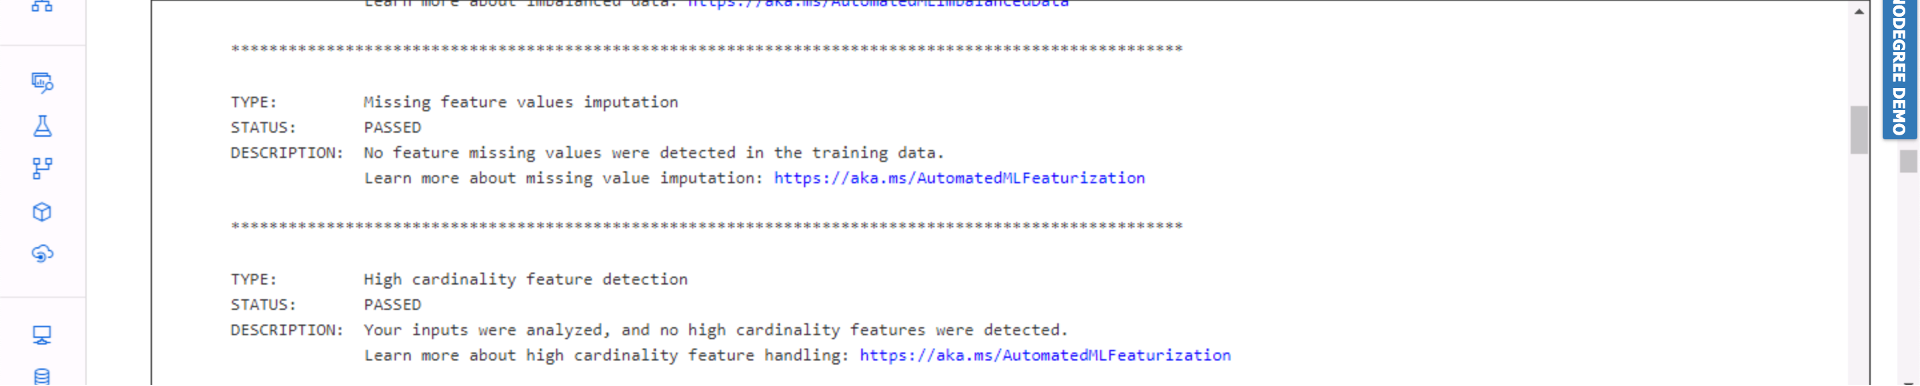 Learn more about imbalanced data: https://aka.ms/AutomatedMLImbalancedData
****************************************************************************************************
TYPE: Missing feature values imputation
STATUS: PASSED
DESCRIPTION: No feature missing values were detected in the training data.
Learn more about missing value imputation: https://aka.ms/AutomatedMLFeaturization
****************************************************************************************************
TYPE: High cardinality feature detection
STATUS: PASSED
DESCRIPTION: Your inputs were analyzed, and no high cardinality features were detected.
Learn more about high cardinality feature handling: https://aka.ms/AutomatedMLFeaturization
NODEGREE DEMO